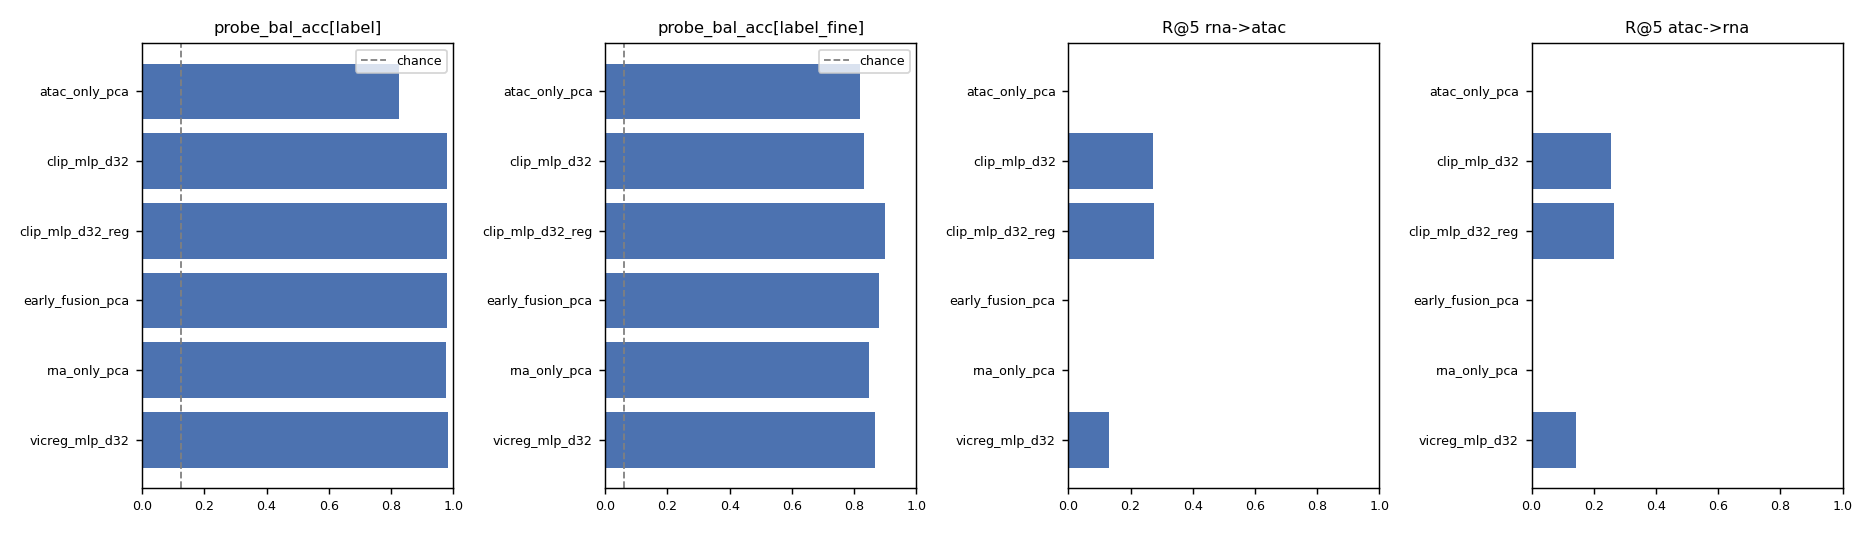 probe_bal_acc[label]
chance
atac_only_pca
clip_mlp_d32
clip_mlp_d32_reg
early_fusion_pca
rna_only_pca
vicreg_mlp_d32
0.0 0.2 0.4 0.6 0.8 1.0
probe_bal_acc[label_fine]
chance
atac_only_pca
clip_mlp_d32
clip_mlp_d32_reg
early_fusion_pca
rna_only_pca
vicreg_mlp_d32
0.0 0.2 0.4 0.6 0.8 1.0
R@5 rna->atac
atac_only_pca
clip_mlp_d32
clip_mlp_d32_reg
early_fusion_pca
rna_only_pca
vicreg_mlp_d32
0.0 0.2 0.4 0.6 0.8 1.0
R@5 atac->rna
atac_only_pca
clip_mlp_d32
clip_mlp_d32_reg
early_fusion_pca
rna_only_pca
vicreg_mlp_d32
0.0 0.2 0.4 0.6 0.8 1.0